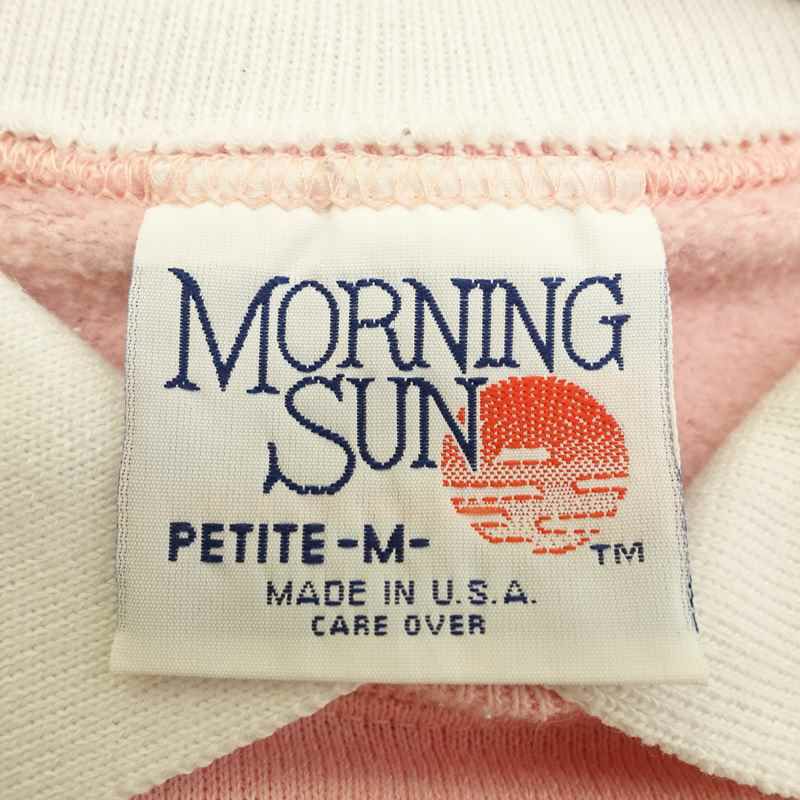 MORNING
SUN
PETITE -M-
TM
MADE IN U.S.A.
CARE OVER